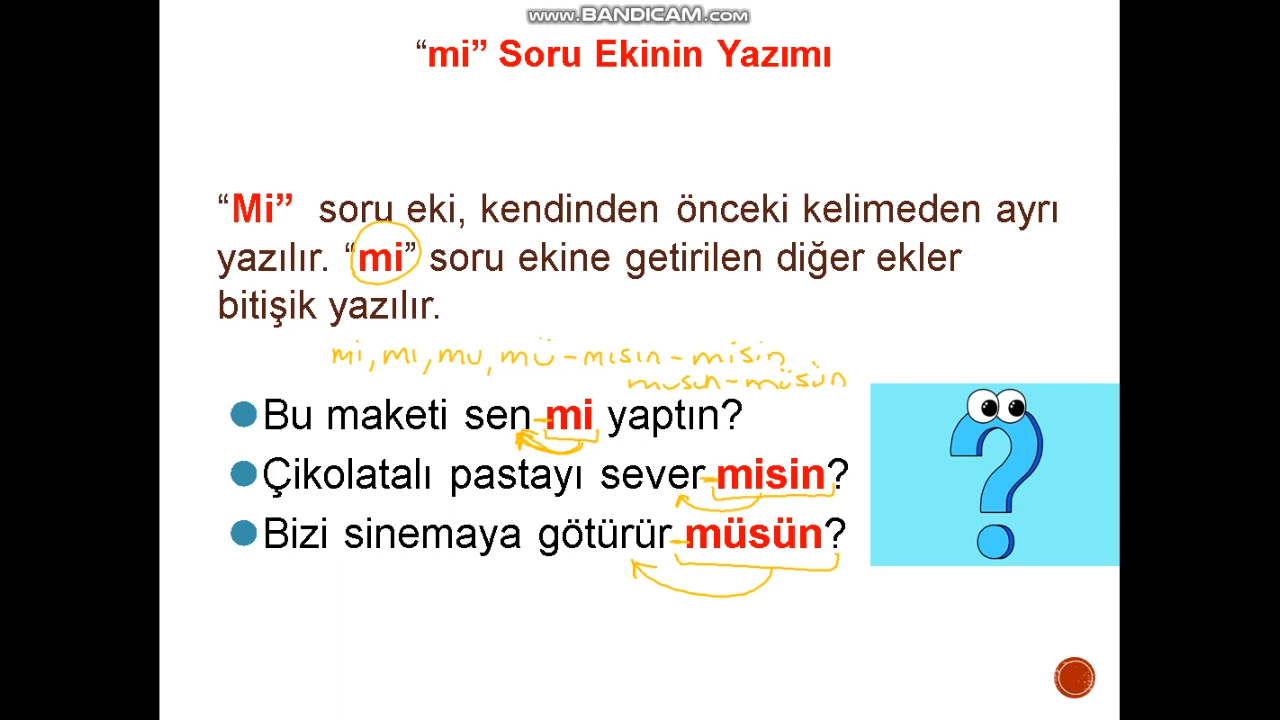 www.BANDICAM.com
“mi” Soru Ekinin Yazımı
“Mi” soru eki, kendinden önceki kelimeden ayrı
yazılır. “mi” soru ekine getirilen diğer ekler
bitişik yazılır.
mi, mı, mu, mü - mısın - misin
musun - müsün
Bu maketi sen mi yaptın?
Çikolatalı pastayı sever misin?
Bizi sinemaya götürür müsün?